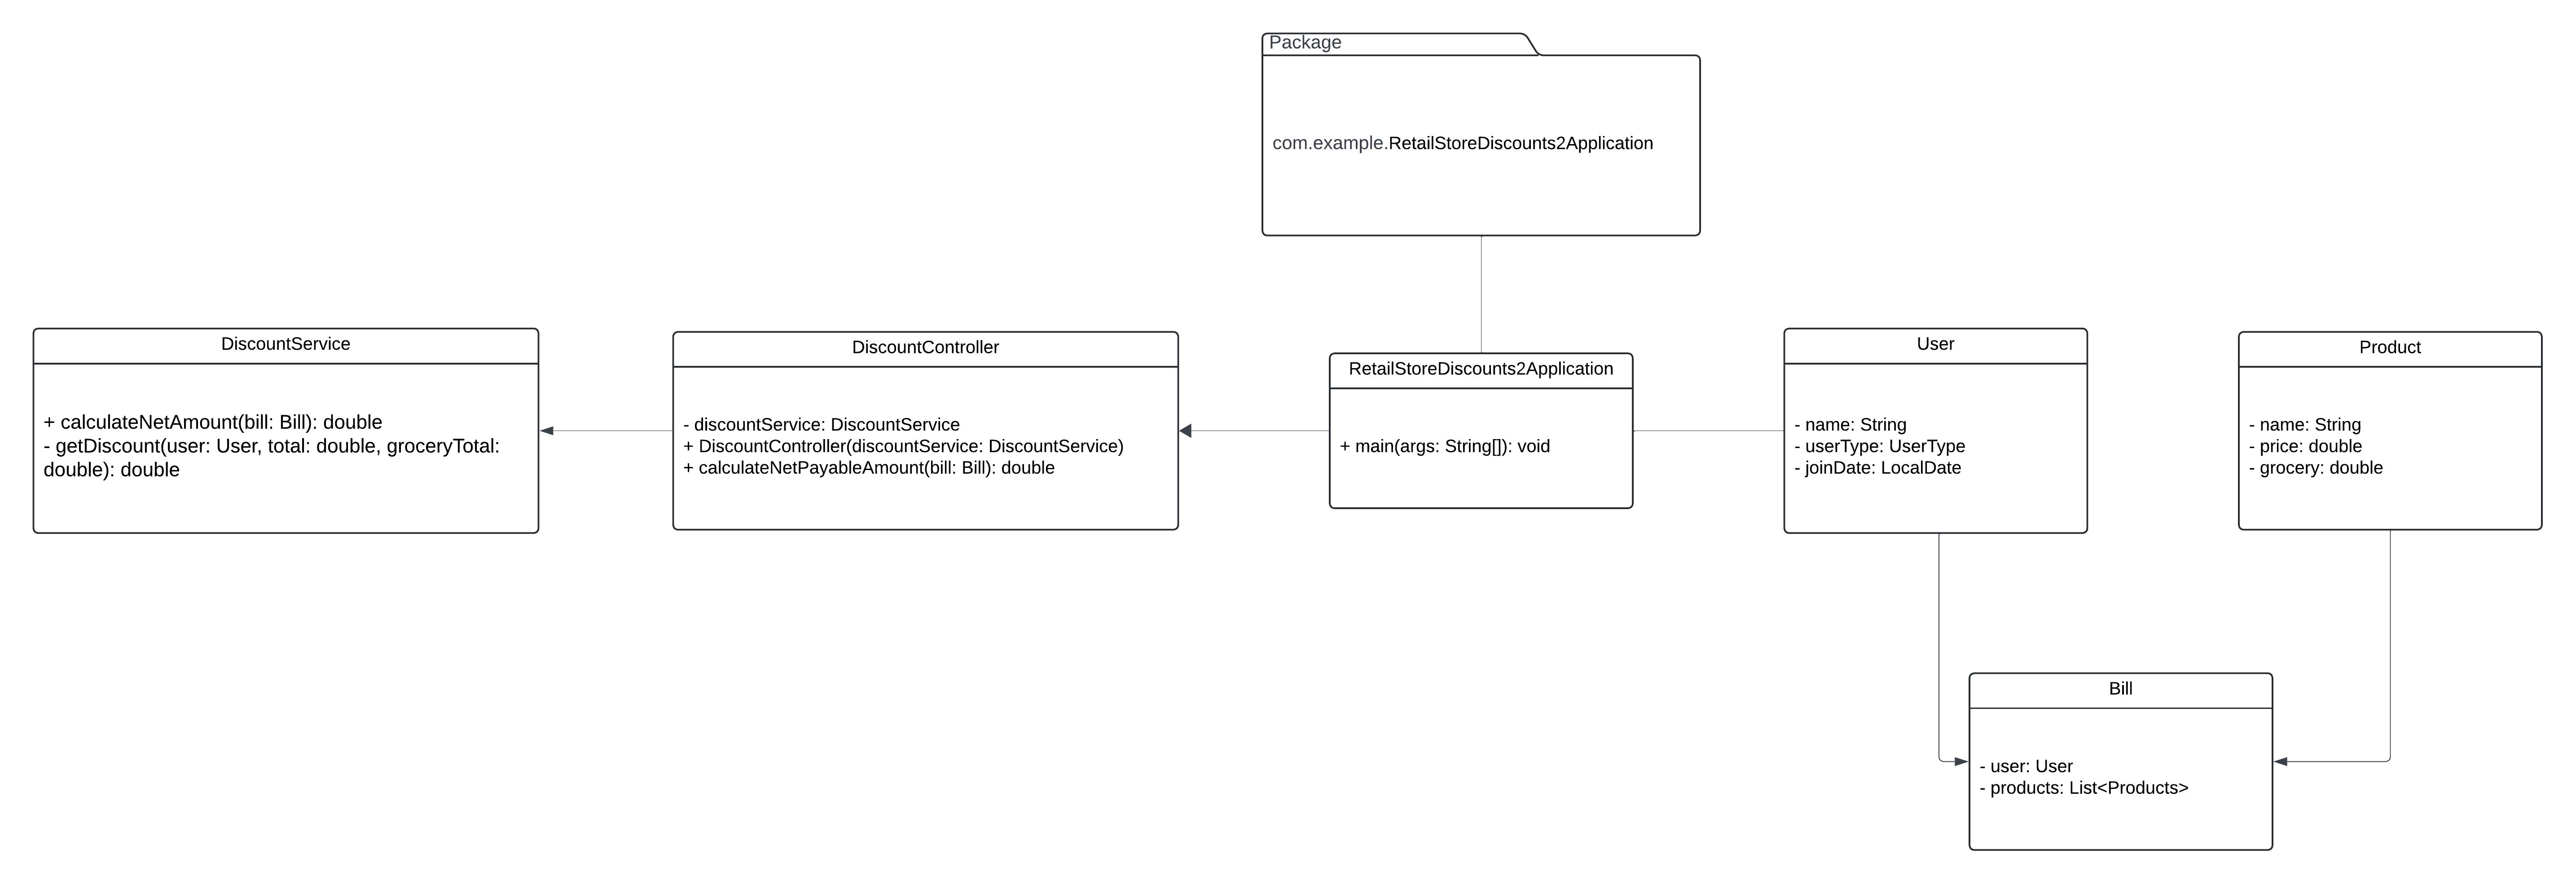 Package
com.example.RetailStoreDiscounts2Application
DiscountService
+ calculateNetAmount(bill: Bill): double
- getDiscount(user: User, total: double, groceryTotal:
double): double
DiscountController
- discountService: DiscountService
+ DiscountController(discountService: DiscountService)
+ calculateNetPayableAmount(bill: Bill): double
RetailStoreDiscounts2Application
+ main(args: String[]): void
User
- name: String
- userType: UserType
- joinDate: LocalDate
Product
- name: String
- price: double
- grocery: double
Bill
- user: User
- products: List<Products>